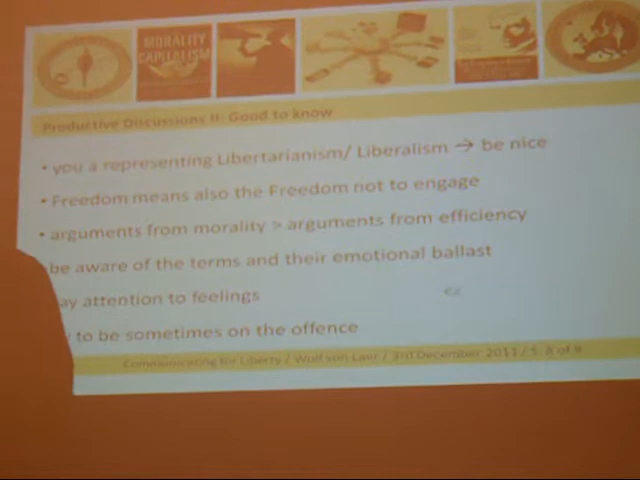 MORALITY
CAPITALISM
Productive Discussions II: Good to know
• you a representing Libertarianism/ Liberalism → be nice
• Freedom means also the Freedom not to engage
• arguments from morality > arguments from efficiency
be aware of the terms and their emotional ballast
ay attention to feelings
to be sometimes on the offence
Communicating for Liberty / Wulf von Laer / 3rd December 2011 / S. 8 of 9